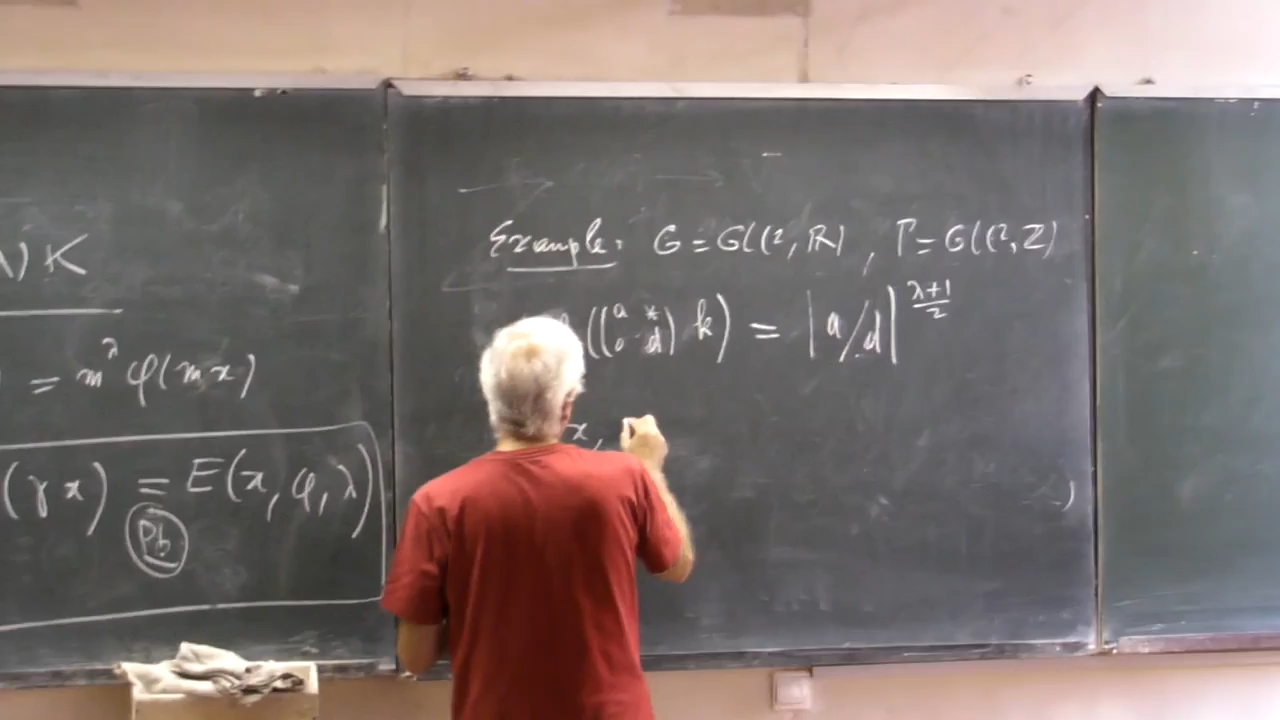 ) K
= m^λ φ(mx)
(γx) = E(x, φ, λ)
Pb
Example: G = Gl(2, R), Γ = Gl(2, Z)
((a * 0 d) k) = |a/d|^{λ+1/2}
x,
)